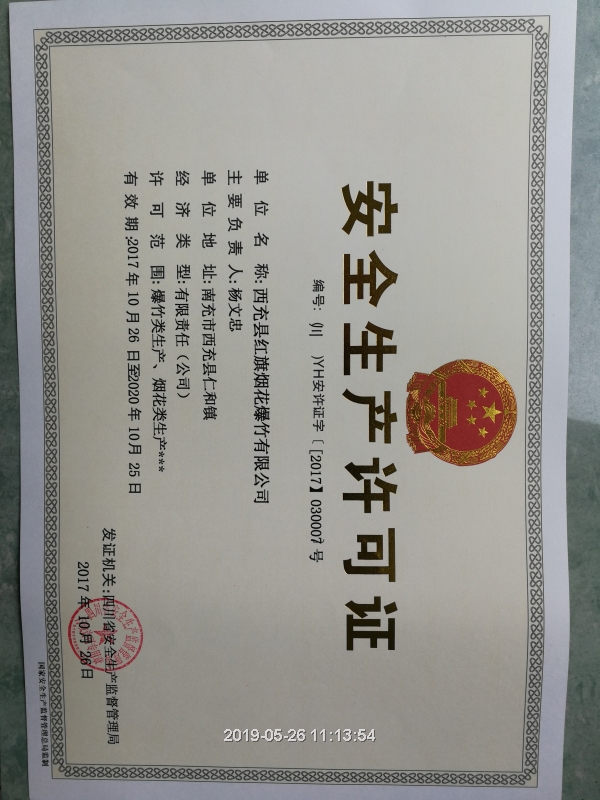 安全生产许可证
编号:（川 )YH安许证字〔[2017]030007号
单位名称:西充县红旗烟花爆竹有限公司
主要负责人:杨文忠
单位地址:南充市西充县仁和镇
经济类型:有限责任（公司）
许可范围:爆竹类生产、烟花类生产***
有效期:2017年10月26日至2020年10月25日
发证机关:四川省安全生产监督管理局
2017年10月26日
国家安全生产监督管理总局监制
2019-05-26 11:13:54